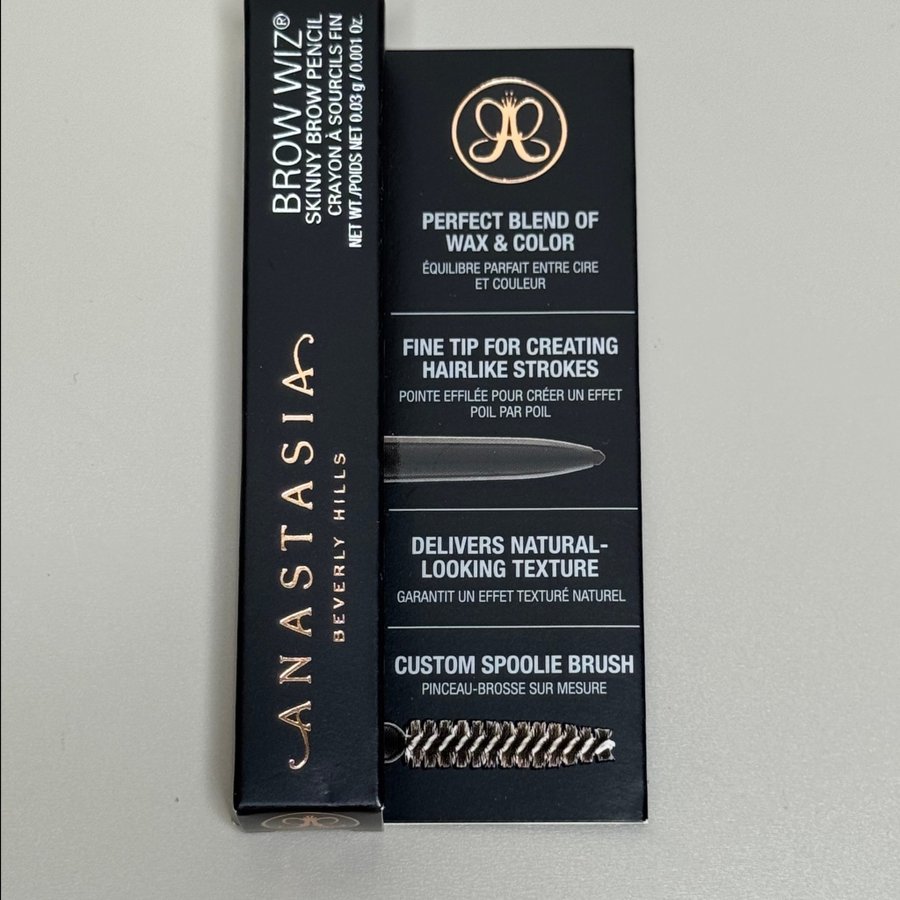 BROW WIZ®
SKINNY BROW PENCIL
CRAYON À SOURCILS FIN
NET WT./POIDS NET 0.03 g / 0.001 Oz.
ANASTASIA
BEVERLY HILLS
PERFECT BLEND OF
WAX & COLOR
ÉQUILIBRE PARFAIT ENTRE CIRE
ET COULEUR
FINE TIP FOR CREATING
HAIRLIKE STROKES
POINTE EFFILÉE POUR CRÉER UN EFFET
POIL PAR POIL
DELIVERS NATURAL-
LOOKING TEXTURE
GARANTIT UN EFFET TEXTURÉ NATUREL
CUSTOM SPOOLIE BRUSH
PINCEAU-BROSSE SUR MESURE